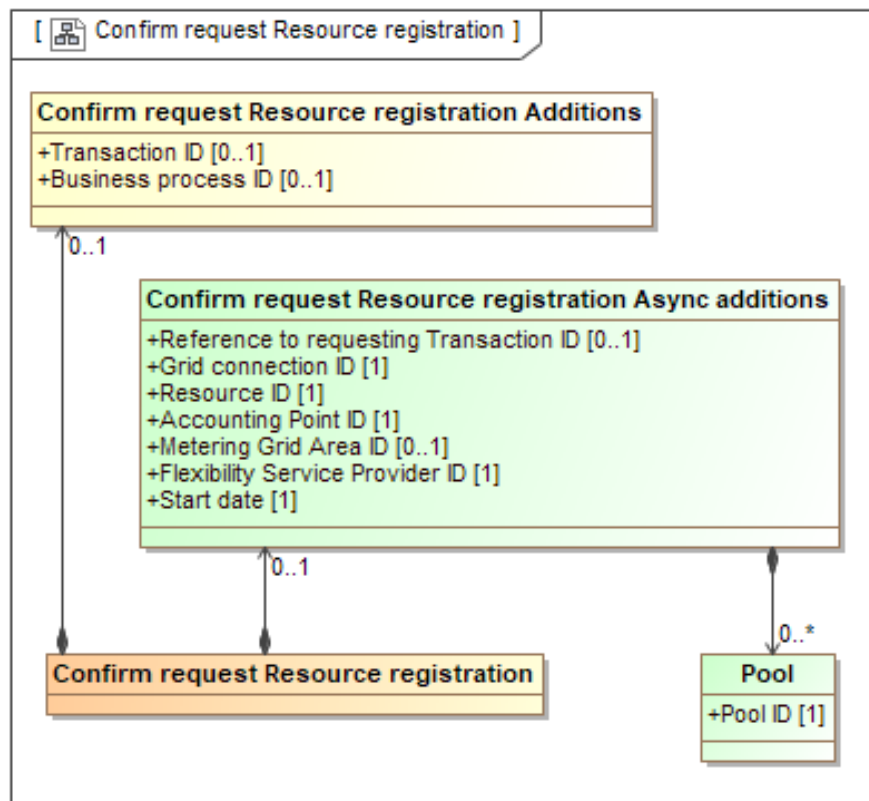 [ Confirm request Resource registration ]
Confirm request Resource registration Additions
+Transaction ID [0..1]
+Business process ID [0..1]
0..1
Confirm request Resource registration Async additions
+Reference to requesting Transaction ID [0..1]
+Grid connection ID [1]
+Resource ID [1]
+Accounting Point ID [1]
+Metering Grid Area ID [0..1]
+Flexibility Service Provider ID [1]
+Start date [1]
0..1
0..*
Confirm request Resource registration
Pool
+Pool ID [1]